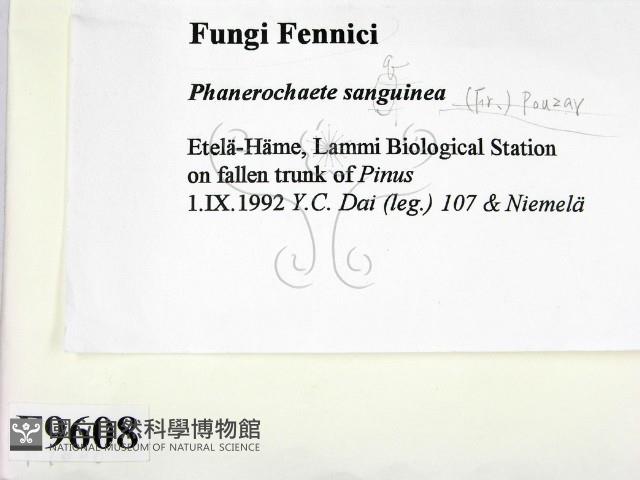 Fungi Fennici
Phanerochaete sanguinea (Fr.) Pouzar
Etelä-Häme, Lammi Biological Station
on fallen trunk of Pinus
1.IX.1992 Y.C. Dai (leg.) 107 & Niemelä
F9608
國立自然科學博物館
NATIONAL MUSEUM OF NATURAL SCIENCE